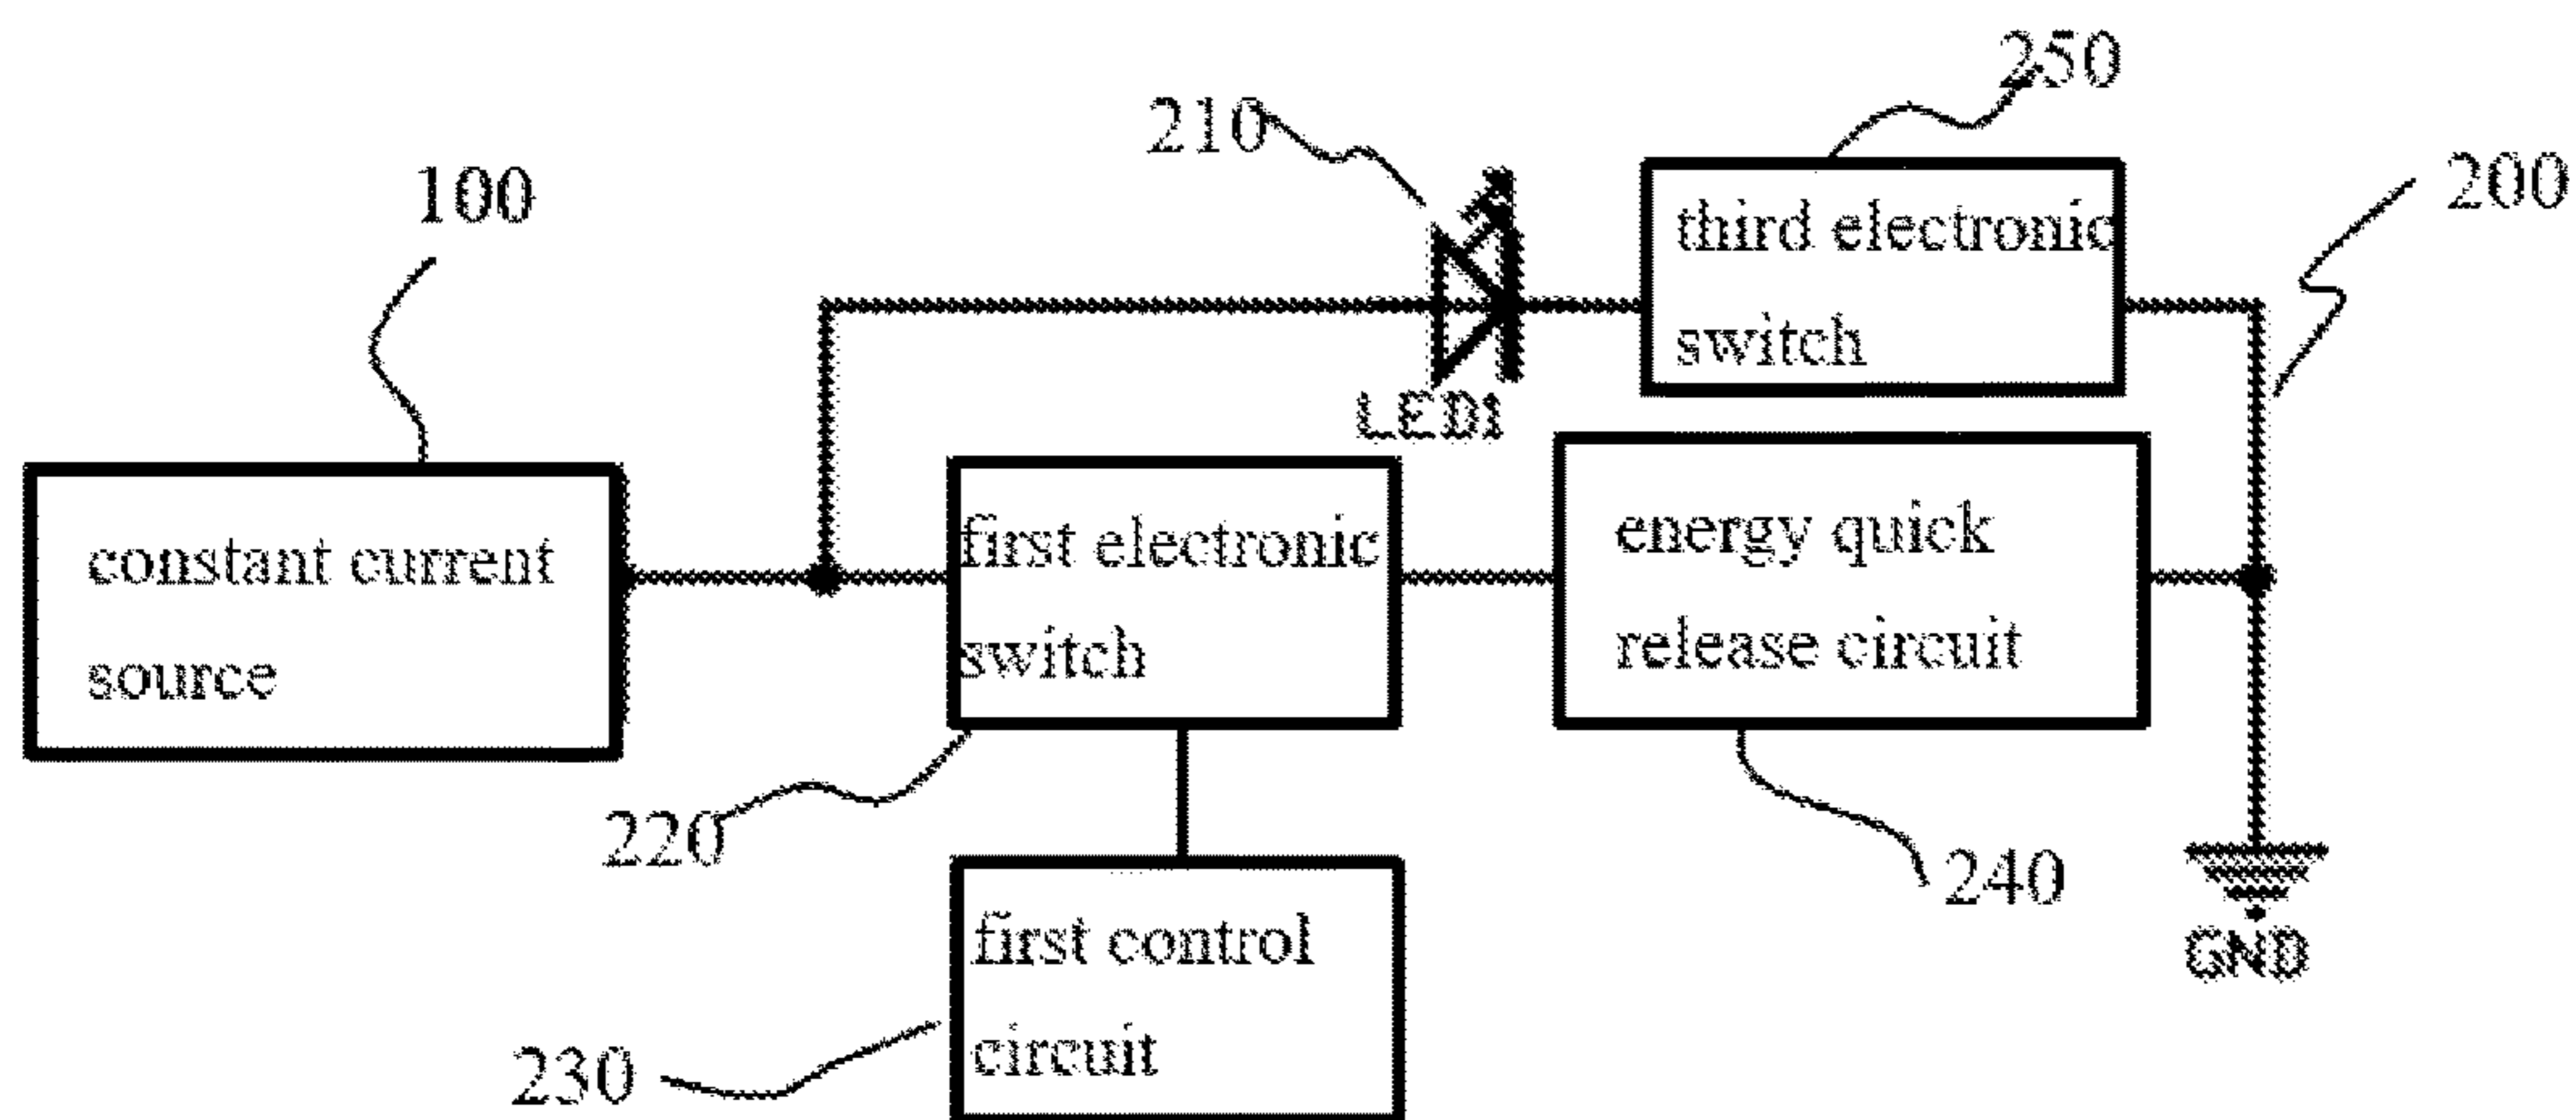 250
210
100
200
third electronic
switch
LED1
constant current
source
first electronic
switch
energy quick
release circuit
220
240
GND
first control
circuit
230